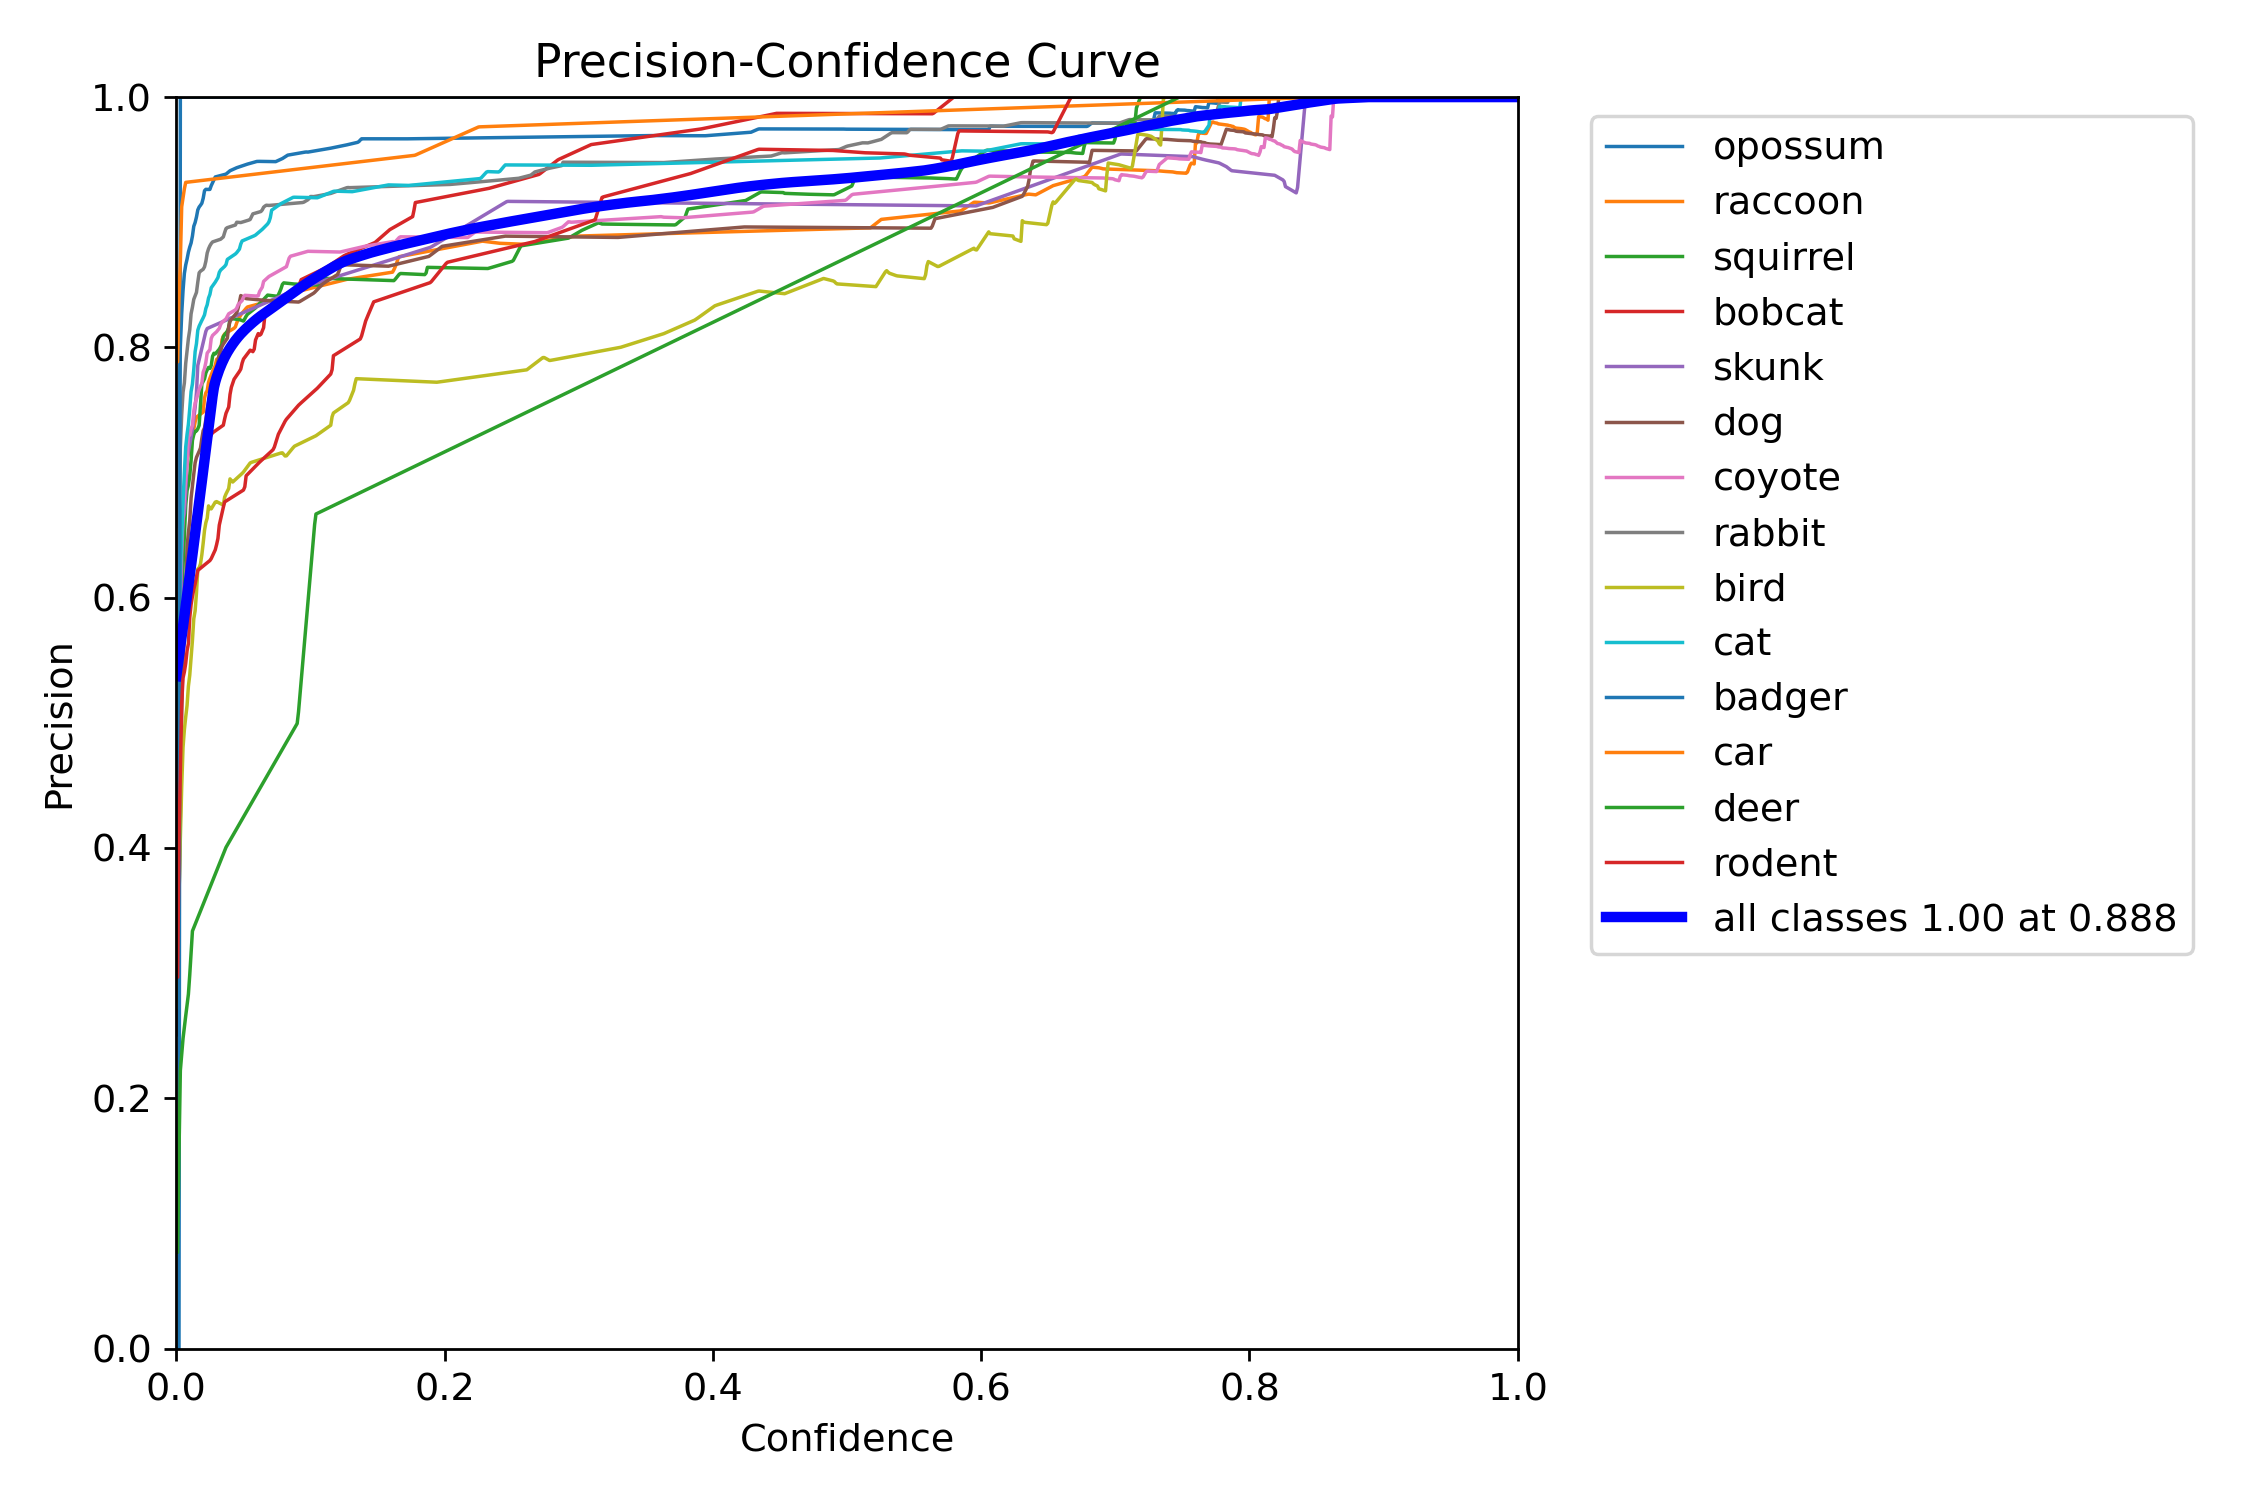 Precision-Confidence Curve
1.0
0.8
0.6
0.4
0.2
0.0
Precision
0.0 0.2 0.4 0.6 0.8 1.0
Confidence
opossum
raccoon
squirrel
bobcat
skunk
dog
coyote
rabbit
bird
cat
badger
car
deer
rodent
all classes 1.00 at 0.888